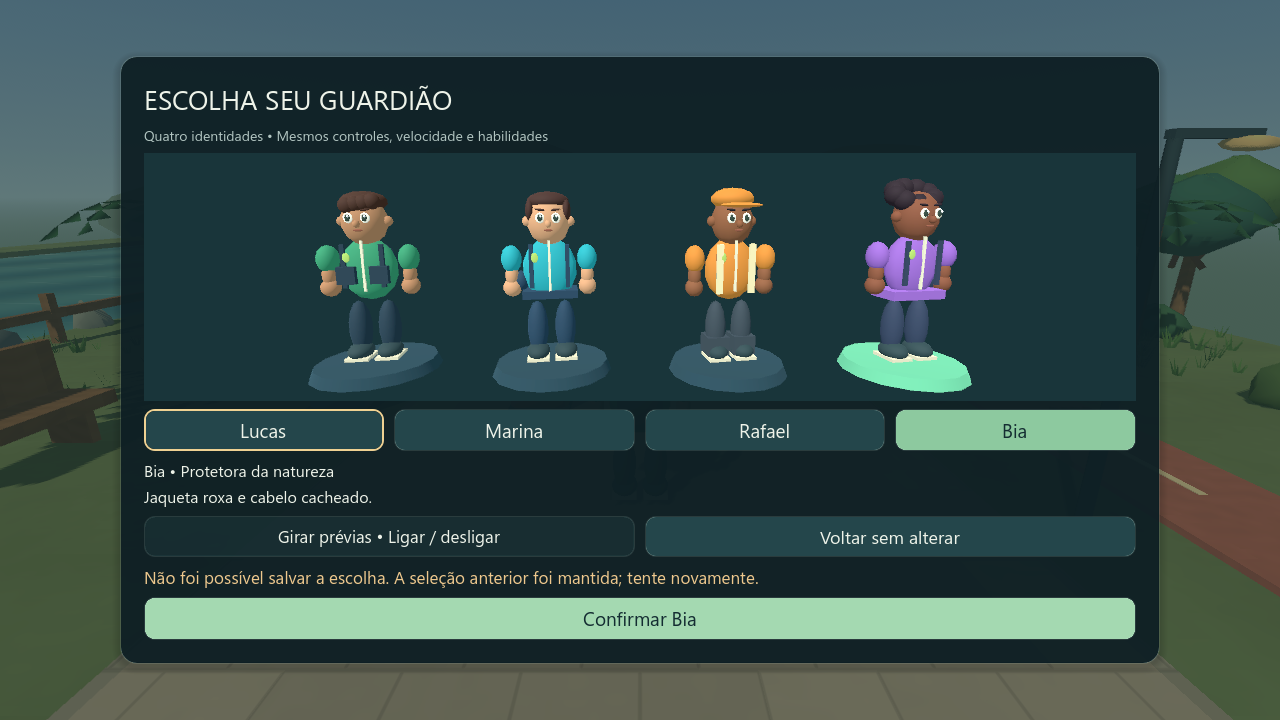 ESCOLHA SEU GUARDIÃO
Quatro identidades • Mesmos controles, velocidade e habilidades
Lucas
Marina
Rafael
Bia
Bia • Protetora da natureza
Jaqueta roxa e cabelo cacheado.
Girar prévias • Ligar / desligar
Voltar sem alterar
Não foi possível salvar a escolha. A seleção anterior foi mantida; tente novamente.
Confirmar Bia